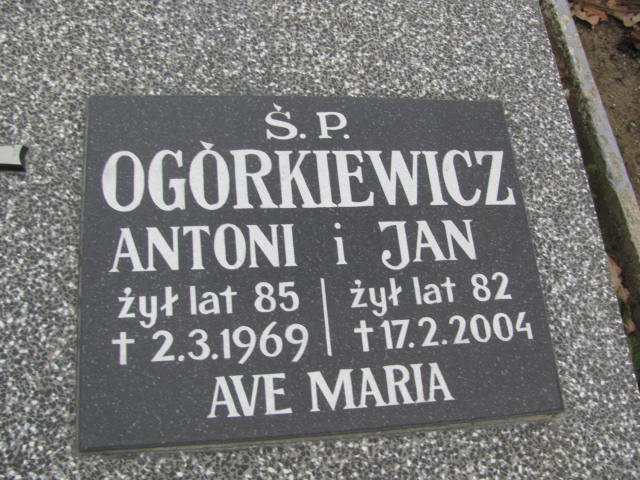 Ś. P.
OGÓRKIEWICZ
ANTONI i JAN
żył lat 85
† 2.3.1969
żył lat 82
† 17.2.2004
AVE MARIA